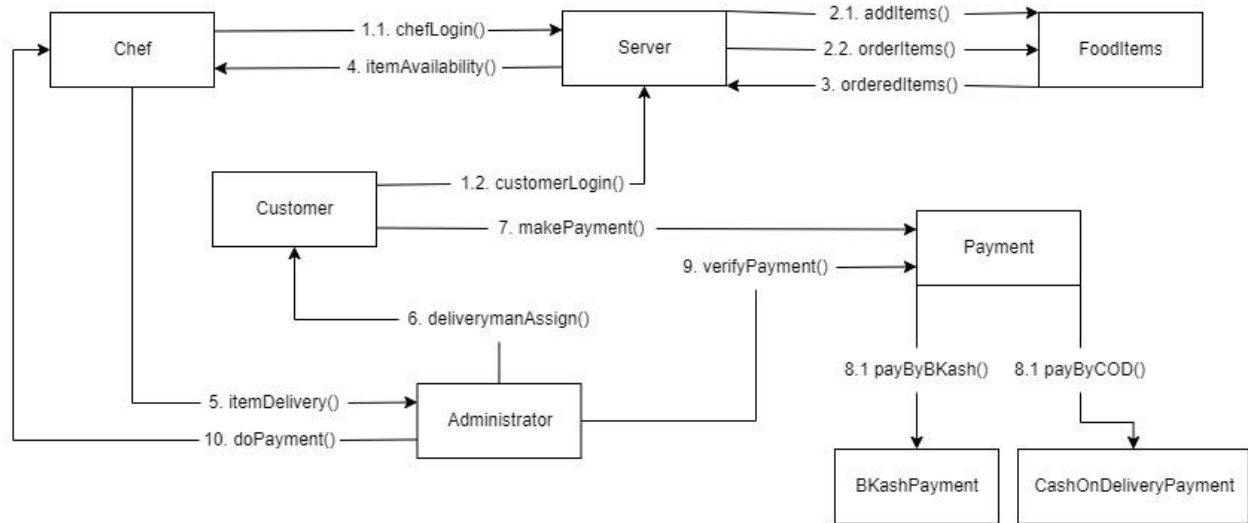 Chef
1.1. chefLogin()
Server
2.1. addItems()
2.2. orderItems()
FoodItems
4. itemAvailability()
3. orderedItems()
Customer
1.2. customerLogin()
7. makePayment()
Payment
9. verifyPayment()
6. deliverymanAssign()
8.1 payByBKash()
8.1 payByCOD()
5. itemDelivery()
Administrator
10. doPayment()
BKashPayment
CashOnDeliveryPayment